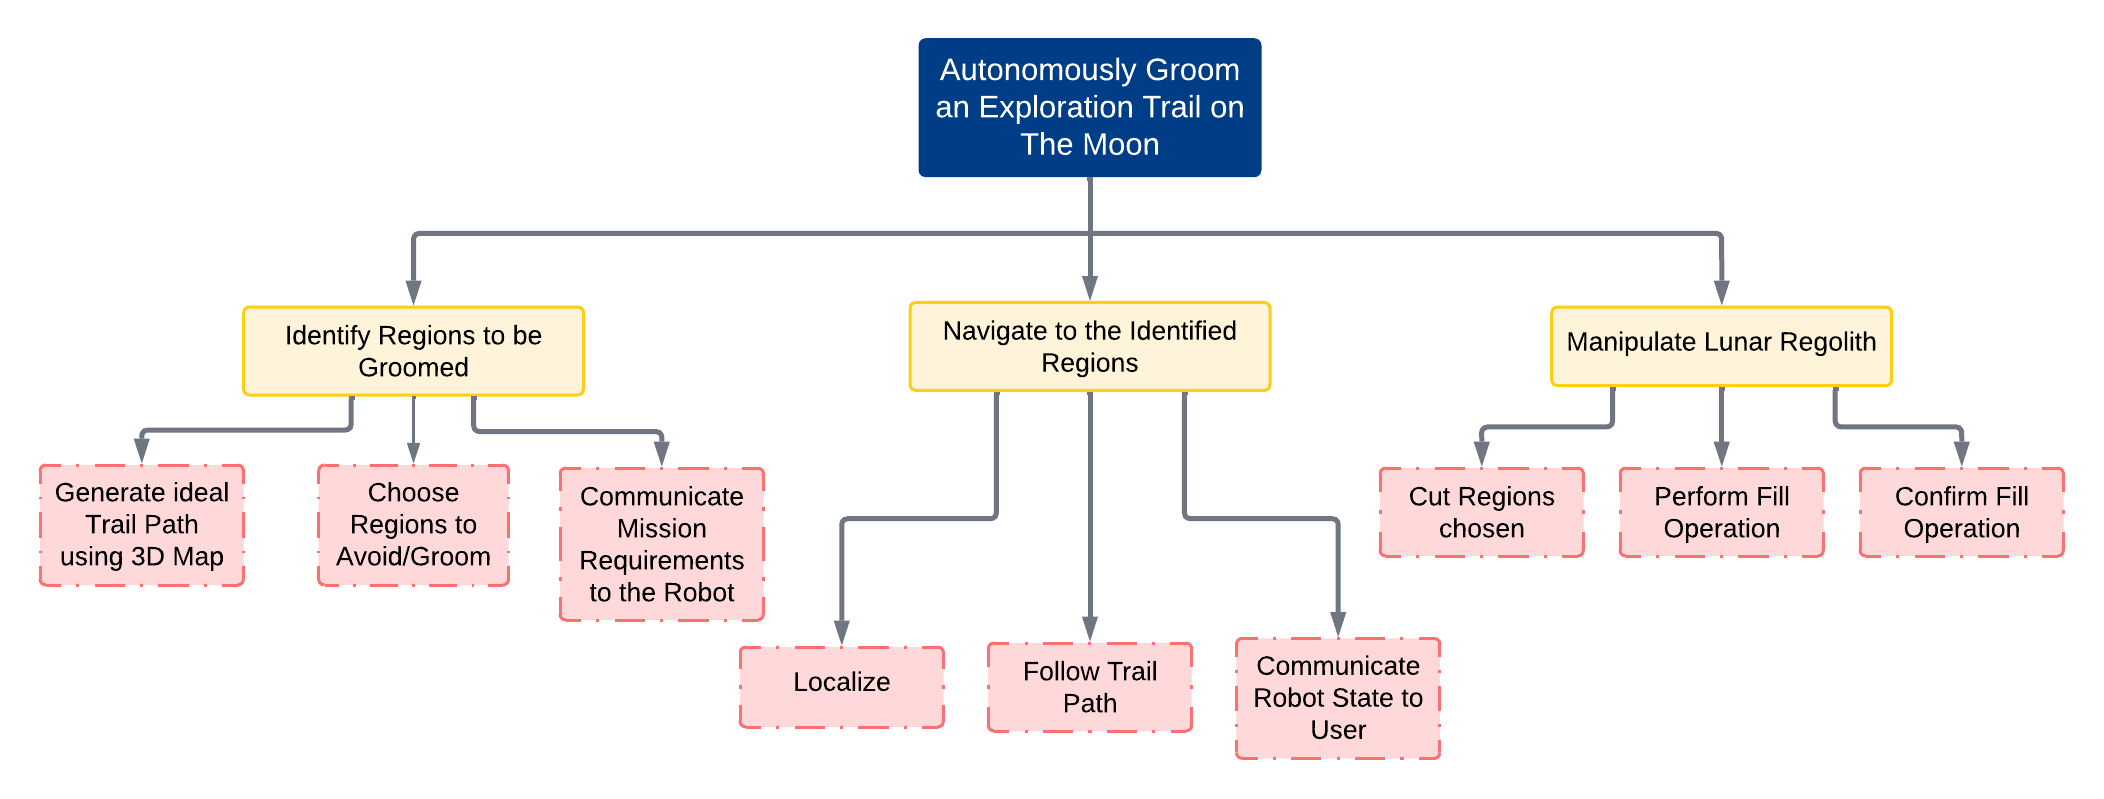 Autonomously Groom
an Exploration Trail on
The Moon
Identify Regions to be
Groomed
Navigate to the Identified
Regions
Manipulate Lunar Regolith
Generate ideal
Trail Path
using 3D Map
Choose
Regions to
Avoid/Groom
Communicate
Mission
Requirements
to the Robot
Localize
Follow Trail
Path
Communicate
Robot State to
User
Cut Regions
chosen
Perform Fill
Operation
Confirm Fill
Operation